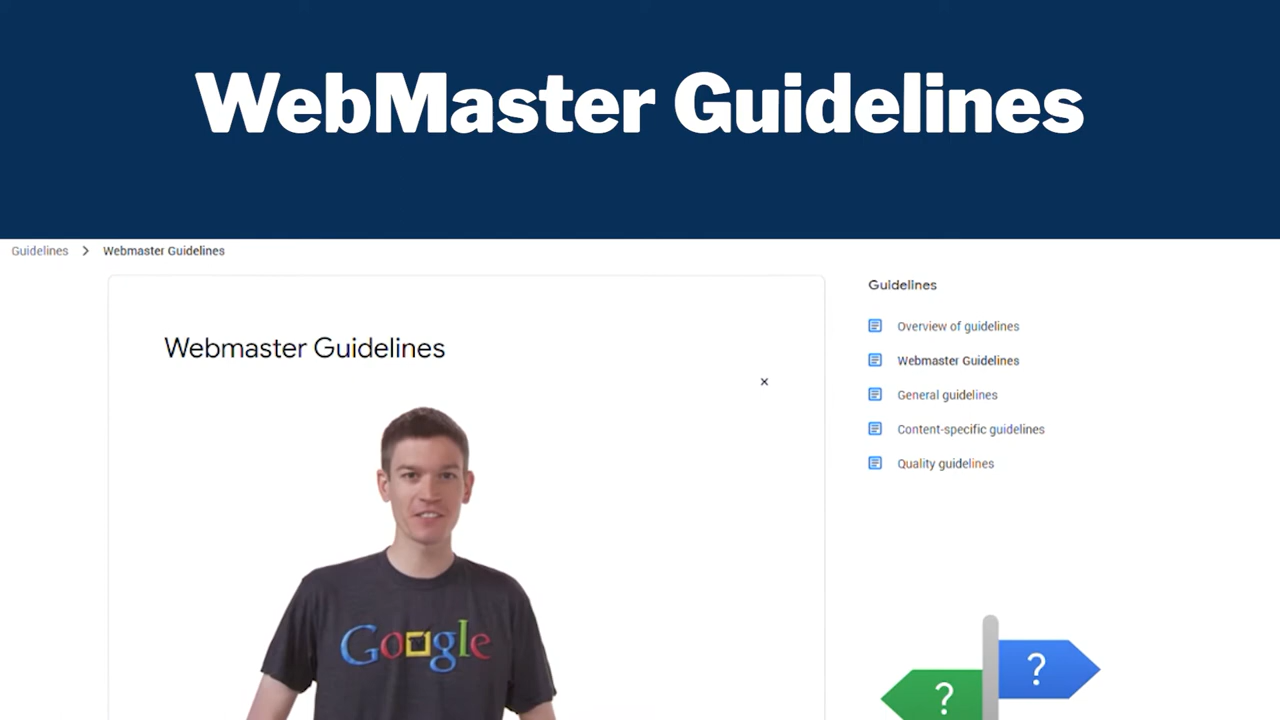 WebMaster Guidelines
Guidelines > Webmaster Guidelines
Webmaster Guidelines
×
Google
Guidelines
Overview of guidelines
Webmaster Guidelines
General guidelines
Content-specific guidelines
Quality guidelines
?
?